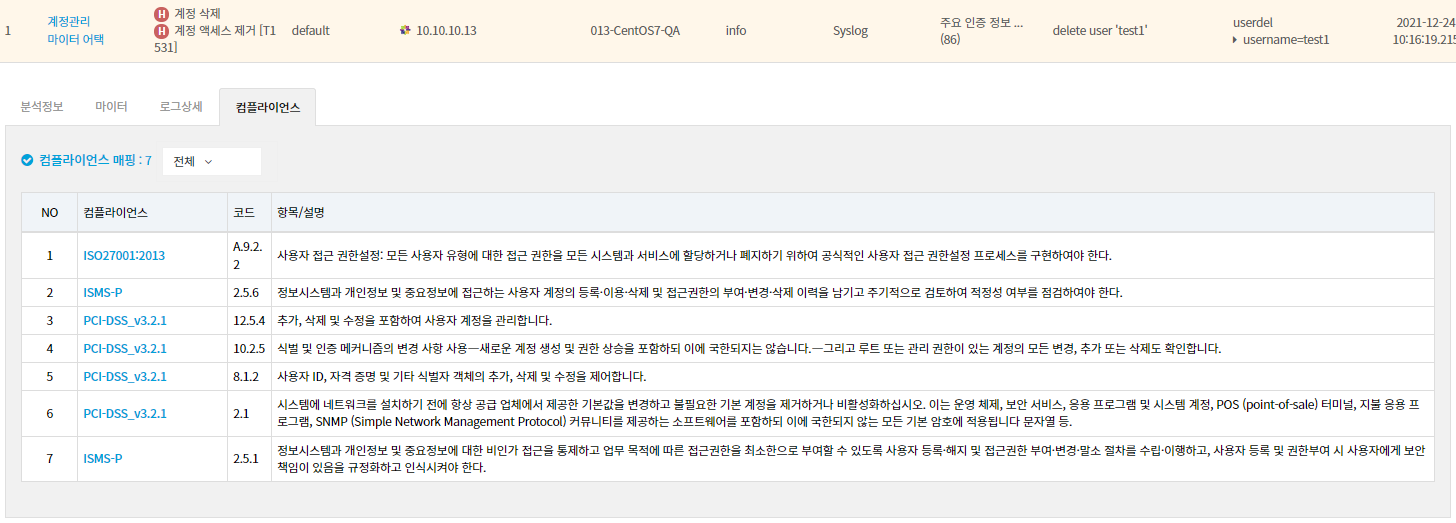 1
계정관리
마이터 어택
H 계정 삭제
H 계정 액세스 제거 [T1
531]
default
10.10.10.13
013-CentOS7-QA
info
Syslog
주요 인증 정보 ...
(86)
delete user 'test1'
userdel
username=test1
2021-12-24
10:16:19.215
분석정보
마이터
로그상세
컴플라이언스
컴플라이언스 매핑 : 7
전체
NO 컴플라이언스 코드 항목/설명
1 ISO27001:2013
A.9.2.
2
사용자 접근 권한설정: 모든 사용자 유형에 대한 접근 권한을 모든 시스템과 서비스에 할당하거나 폐지하기 위하여 공식적인 사용자 접근 권한설정 프로세스를 구현하여야 한다.
2 ISMS-P 2.5.6 정보시스템과 개인정보 및 중요정보에 접근하는 사용자 계정의 등록·이용·삭제 및 접근권한의 부여·변경·삭제 이력을 남기고 주기적으로 검토하여 적정성 여부를 점검하여야 한다.
3 PCI-DSS_v3.2.1 12.5.4 추가, 삭제 및 수정을 포함하여 사용자 계정을 관리합니다.
4 PCI-DSS_v3.2.1 10.2.5 식별 및 인증 메커니즘의 변경 사항 사용—새로운 계정 생성 및 권한 상승을 포함하되 이에 국한되지는 않습니다.—그리고 루트 또는 관리 권한이 있는 계정의 모든 변경, 추가 또는 삭제도 확인합니다.
5 PCI-DSS_v3.2.1 8.1.2 사용자 ID, 자격 증명 및 기타 식별자 객체의 추가, 삭제 및 수정을 제어합니다.
6 PCI-DSS_v3.2.1 2.1
시스템에 네트워크를 설치하기 전에 항상 공급 업체에서 제공한 기본값을 변경하고 불필요한 기본 계정을 제거하거나 비활성화하십시오. 이는 운영 체제, 보안 서비스, 응용 프로그램 및 시스템 계정, POS (point-of-sale) 터미널, 지불 응용 프
로그램, SNMP (Simple Network Management Protocol) 커뮤니티를 제공하는 소프트웨어를 포함하되 이에 국한되지 않는 모든 기본 암호에 적용됩니다 문자열 등.
7 ISMS-P 2.5.1
정보시스템과 개인정보 및 중요정보에 대한 비인가 접근을 통제하고 업무 목적에 따른 접근권한을 최소한으로 부여할 수 있도록 사용자 등록·해지 및 접근권한 부여·변경·말소 절차를 수립·이행하고, 사용자 등록 및 권한부여 시 사용자에게 보안
책임이 있음을 규정화하고 인식시켜야 한다.